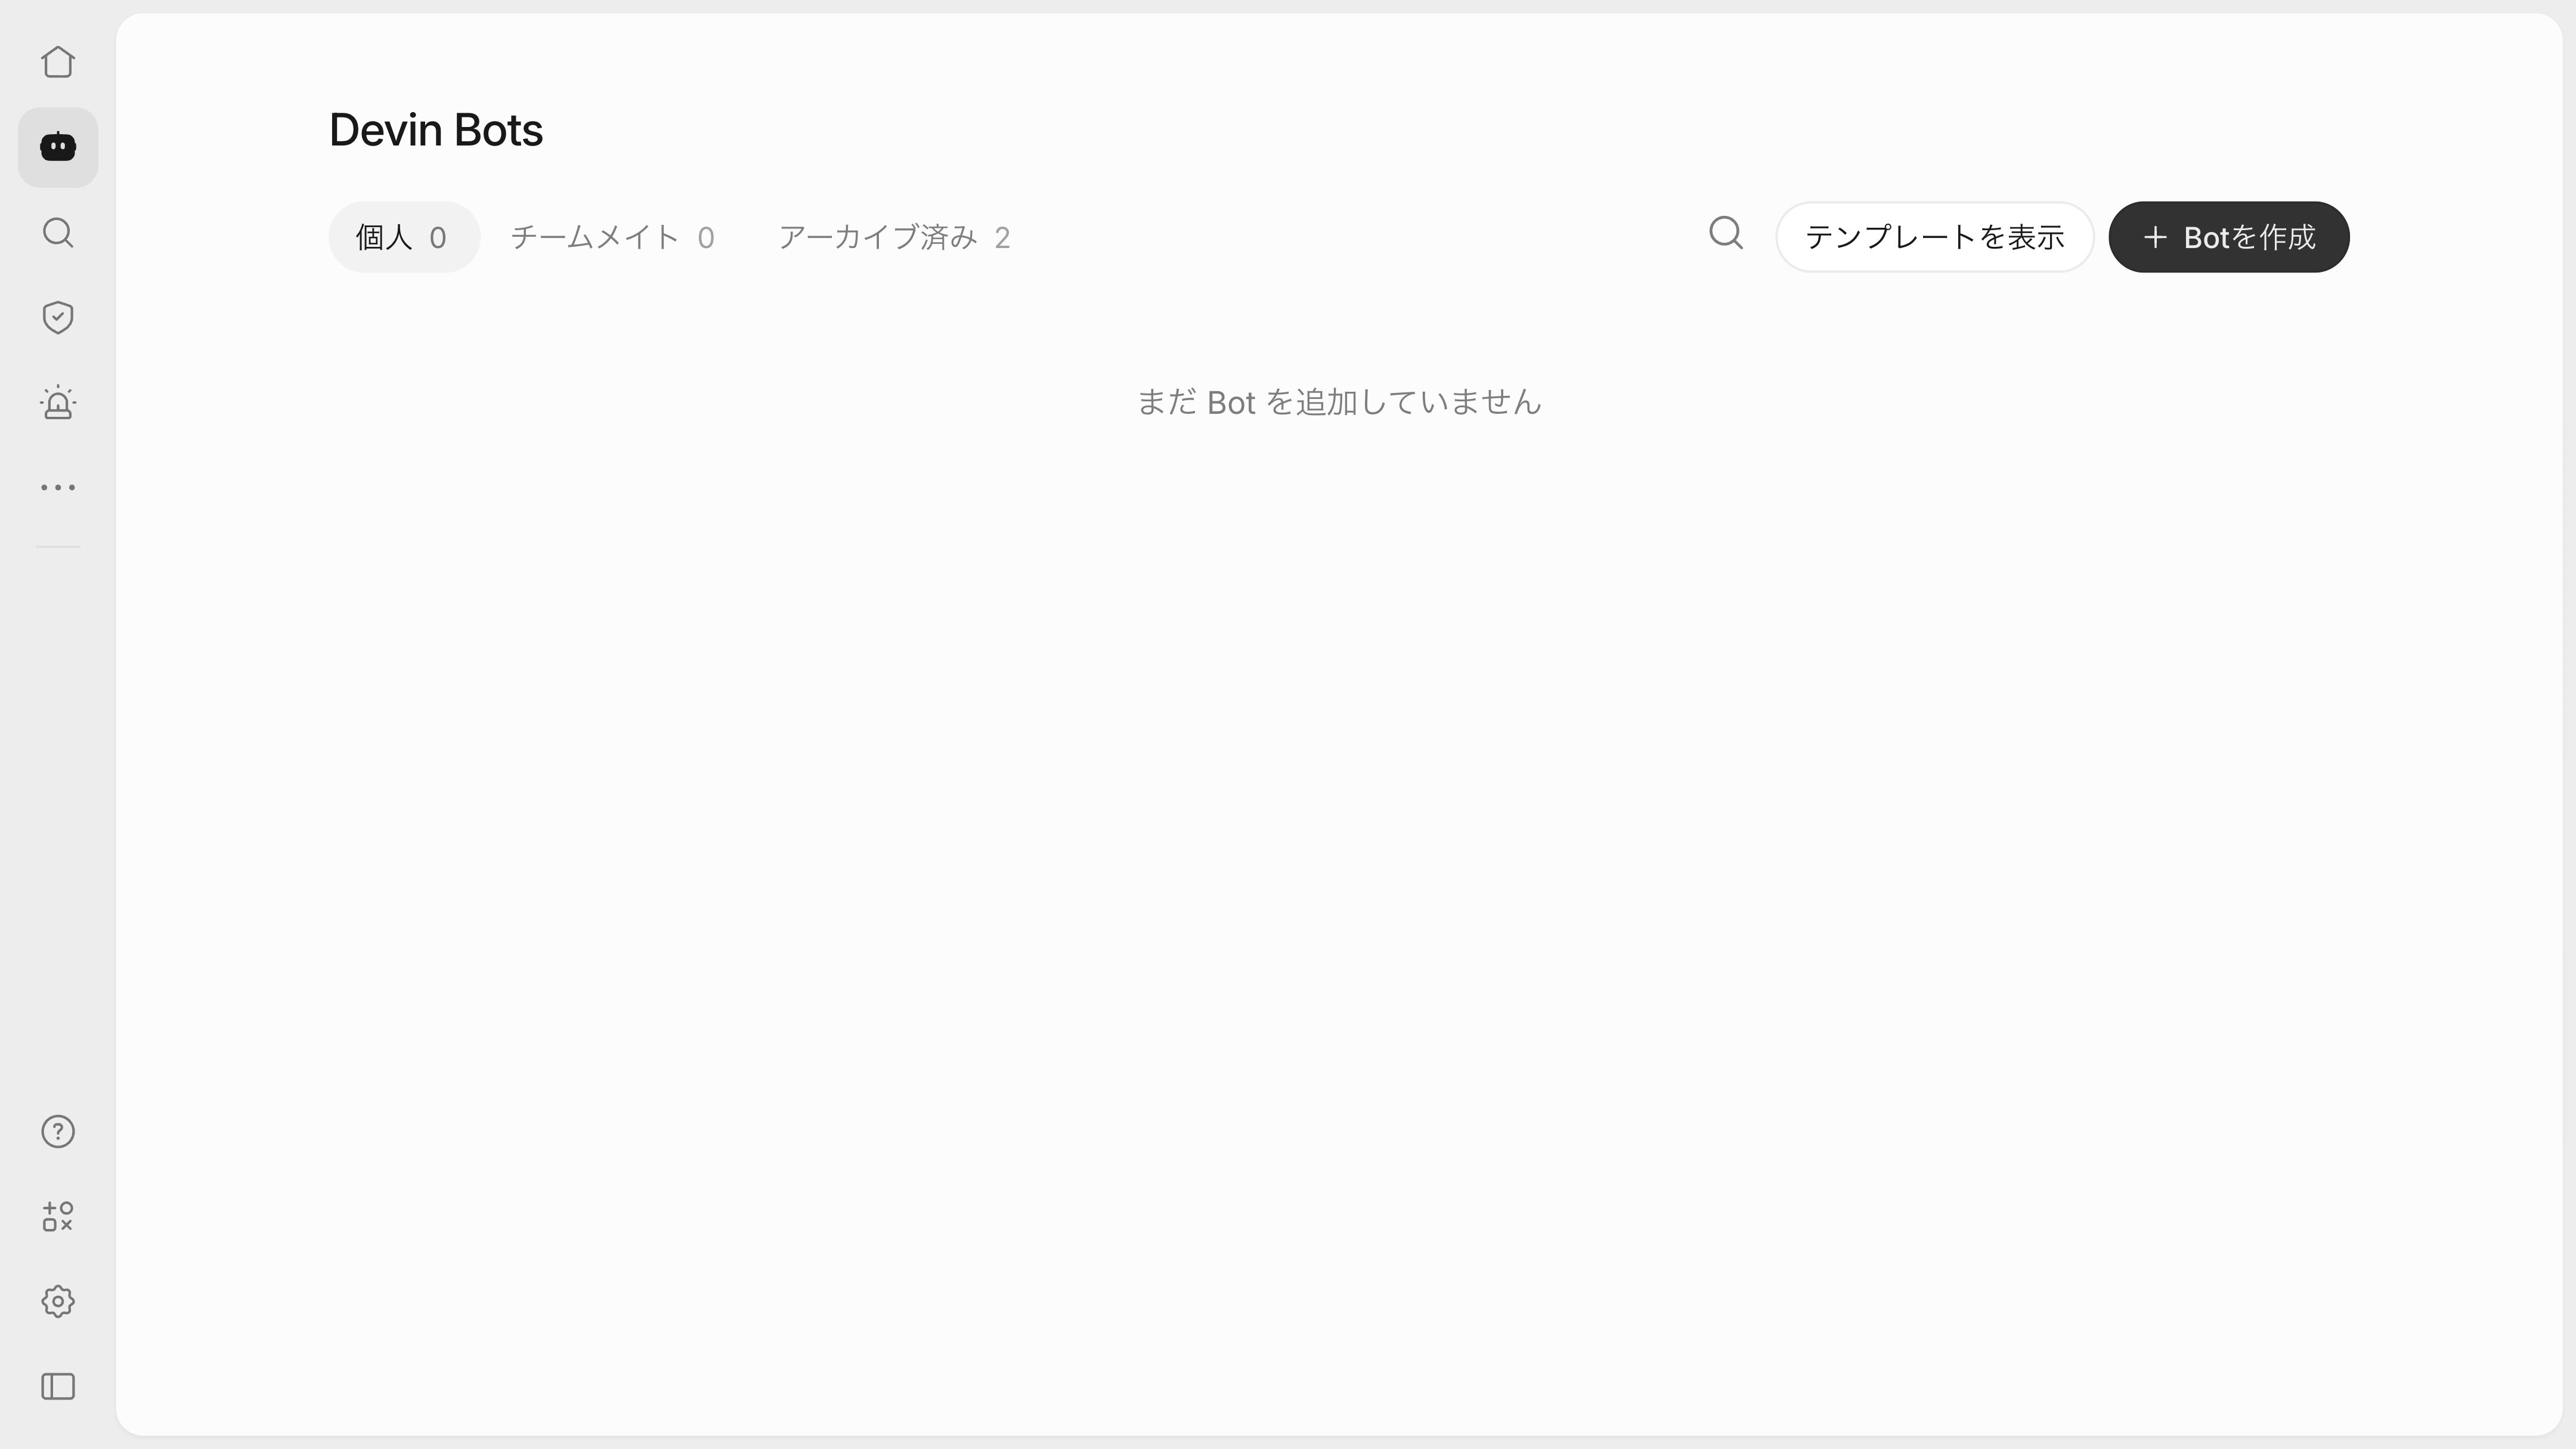 Devin Bots
個人 0 チームメイト 0 アーカイブ済み 2 テンプレートを表示 + Botを作成
まだ Bot を追加していません